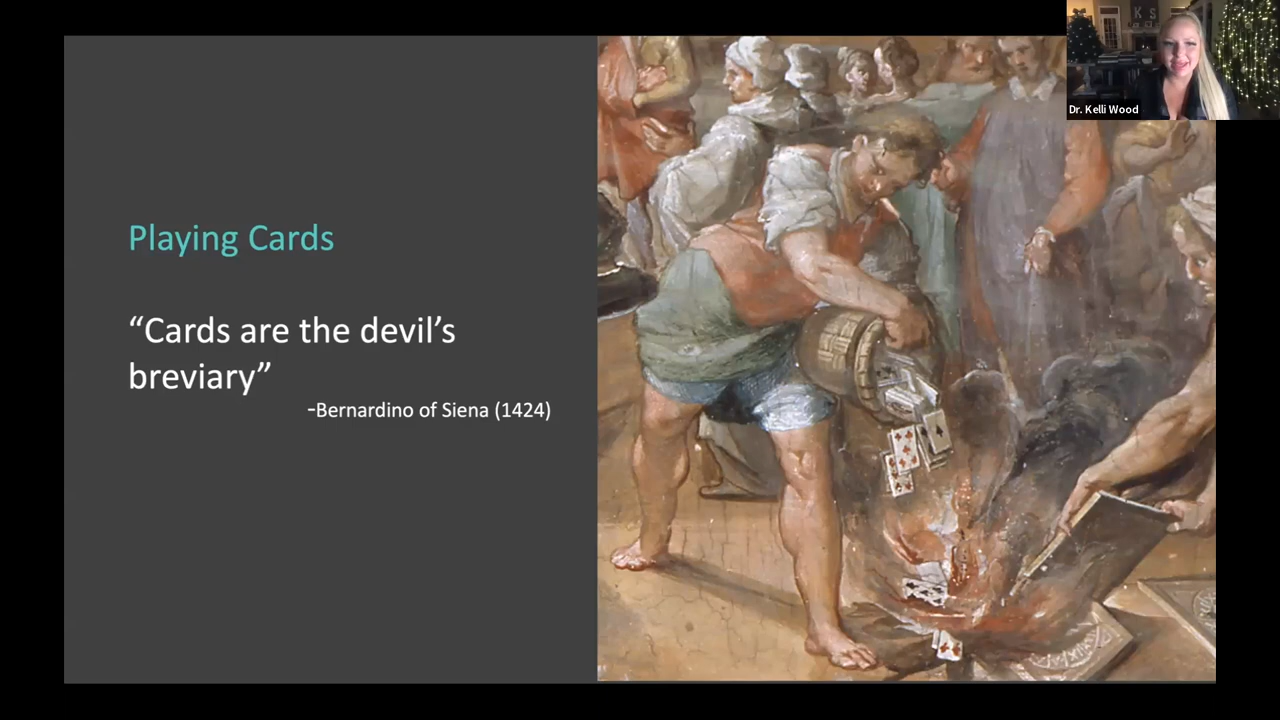 Dr. Kelli Wood
Playing Cards
“Cards are the devil’s
breviary”
-Bernardino of Siena (1424)